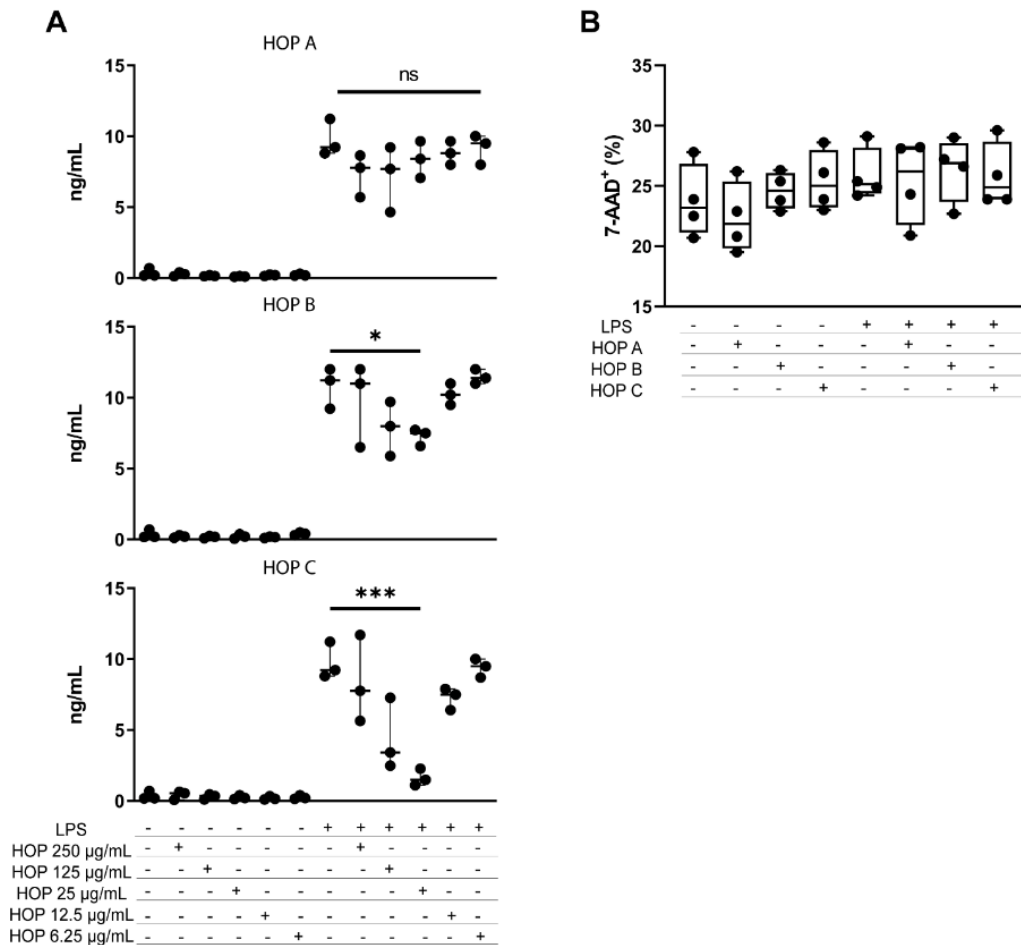 A
HOP A
15
10
5
0
ng/mL
ns
HOP B
15
10
5
0
ng/mL
*
HOP C
15
10
5
0
ng/mL
***
LPS - - - - - - + + + + + +
HOP 250 µg/mL - + - - - - - + - - - -
HOP 125 µg/mL - - + - - - - - + - - -
HOP 25 µg/mL - - - + - - - - - + - -
HOP 12.5 µg/mL - - - - + - - - - - + -
HOP 6.25 µg/mL - - - - - + - - - - - +
B
35
30
25
20
15
7-AAD⁺ (%)
LPS - - - - + + + +
HOP A - + - - - + - -
HOP B - - + - - - + -
HOP C - - - + - - - +